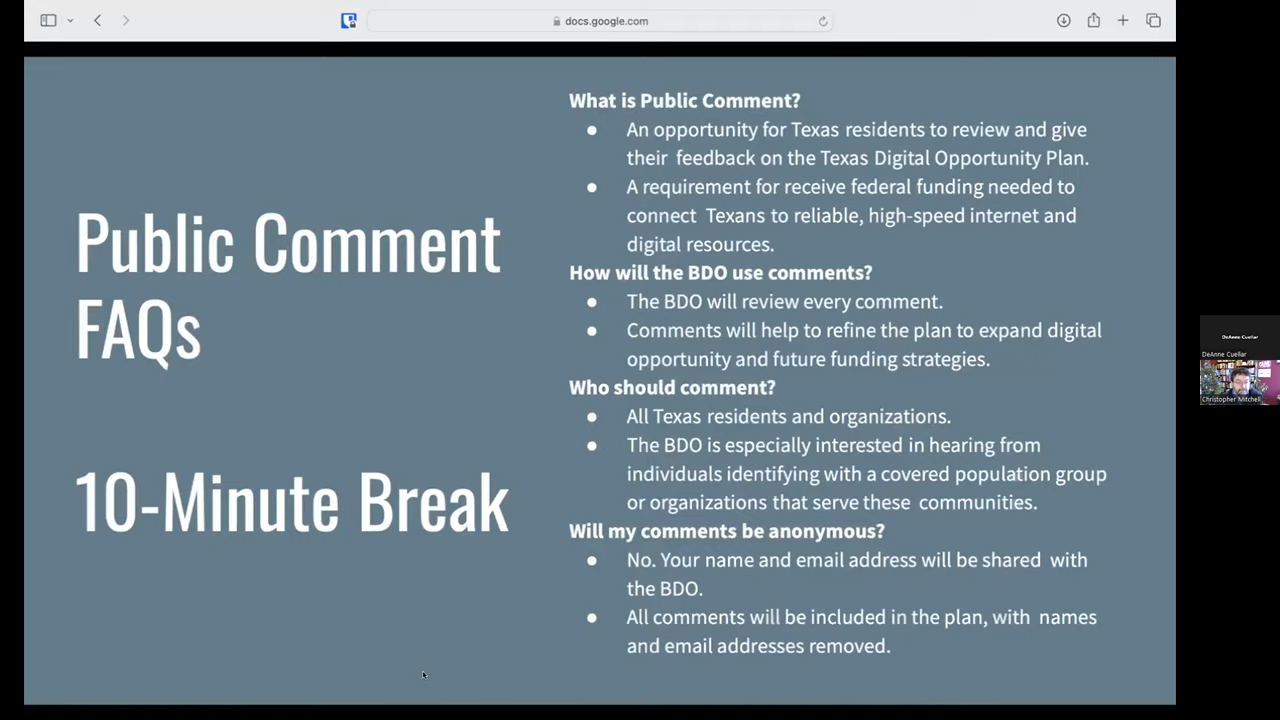 docs.google.com
Public Comment
FAQs
10-Minute Break
What is Public Comment?
● An opportunity for Texas residents to review and give
their feedback on the Texas Digital Opportunity Plan.
● A requirement for receive federal funding needed to
connect Texans to reliable, high-speed internet and
digital resources.
How will the BDO use comments?
● The BDO will review every comment.
● Comments will help to refine the plan to expand digital
opportunity and future funding strategies.
Who should comment?
● All Texas residents and organizations.
● The BDO is especially interested in hearing from
individuals identifying with a covered population group
or organizations that serve these communities.
Will my comments be anonymous?
● No. Your name and email address will be shared with
the BDO.
● All comments will be included in the plan, with names
and email addresses removed.
DeAnne Cuellar
DeAnne Cuellar
Christopher Mitchell